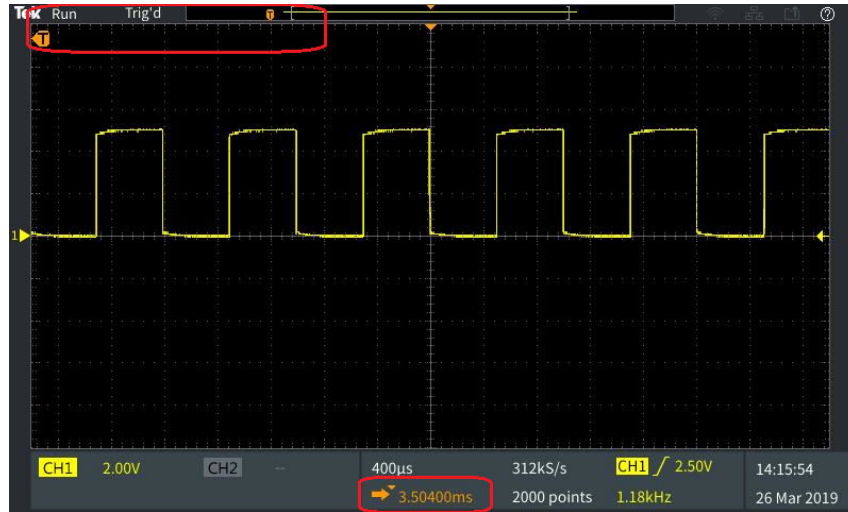 Tek Run Trig'd T ?
T
1
CH1 2.00V CH2 -- 400µs 312kS/s CH1 2.50V 14:15:54
3.50400ms 2000 points 1.18kHz 26 Mar 2019